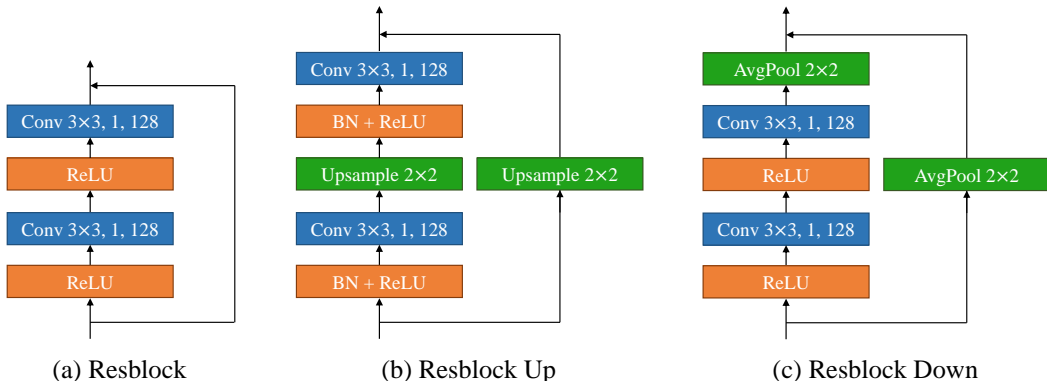 Conv 3×3, 1, 128
ReLU
Conv 3×3, 1, 128
ReLU
(a) Resblock
Conv 3×3, 1, 128
BN + ReLU
Upsample 2×2
Upsample 2×2
Conv 3×3, 1, 128
BN + ReLU
(b) Resblock Up
AvgPool 2×2
Conv 3×3, 1, 128
ReLU
AvgPool 2×2
Conv 3×3, 1, 128
ReLU
(c) Resblock Down